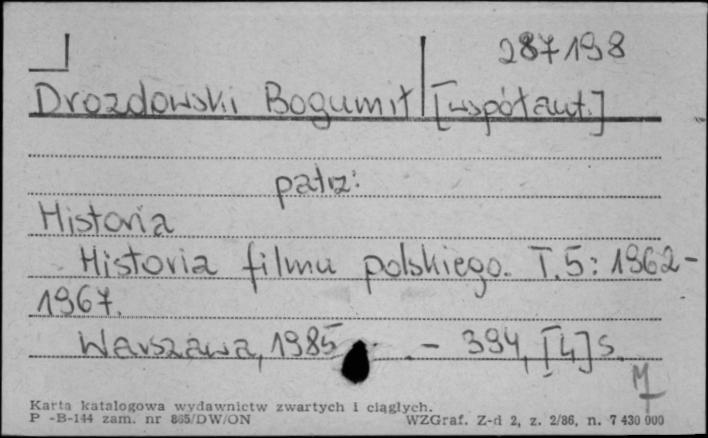 287198
Drozdowski Bogumił [współaut.]
patrz:
Historia
Historia filmu polskiego. T.5: 1962-
1967.
Warszawa, 1985. - 394, [4] s.
M
Karta katalogowa wydawnictw zwartych i ciągłych.
P -B-144 zam. nr 865/DW/ON WZGraf. Z-d 2, z. 2/86, n. 7 430 000